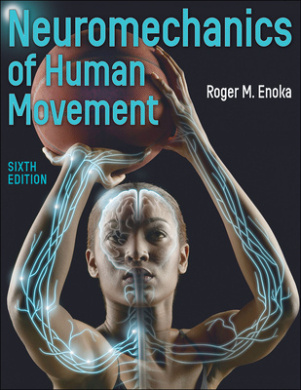 Neuromechanics
of Human
Movement
Roger M. Enoka
SIXTH
EDITION